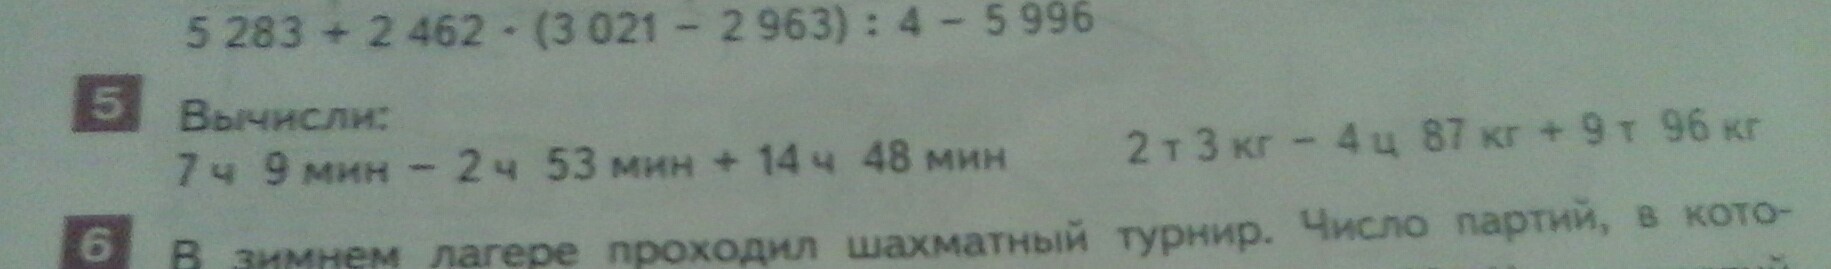 5 283 + 2 462 · (3 021 − 2 963) : 4 − 5 996
5 Вычисли:
7 ч 9 мин − 2 ч 53 мин + 14 ч 48 мин 2 т 3 кг − 4 ц 87 кг + 9 т 96 кг
6 В зимнем лагере проходил шахматный турнир. Число партий, в кото-